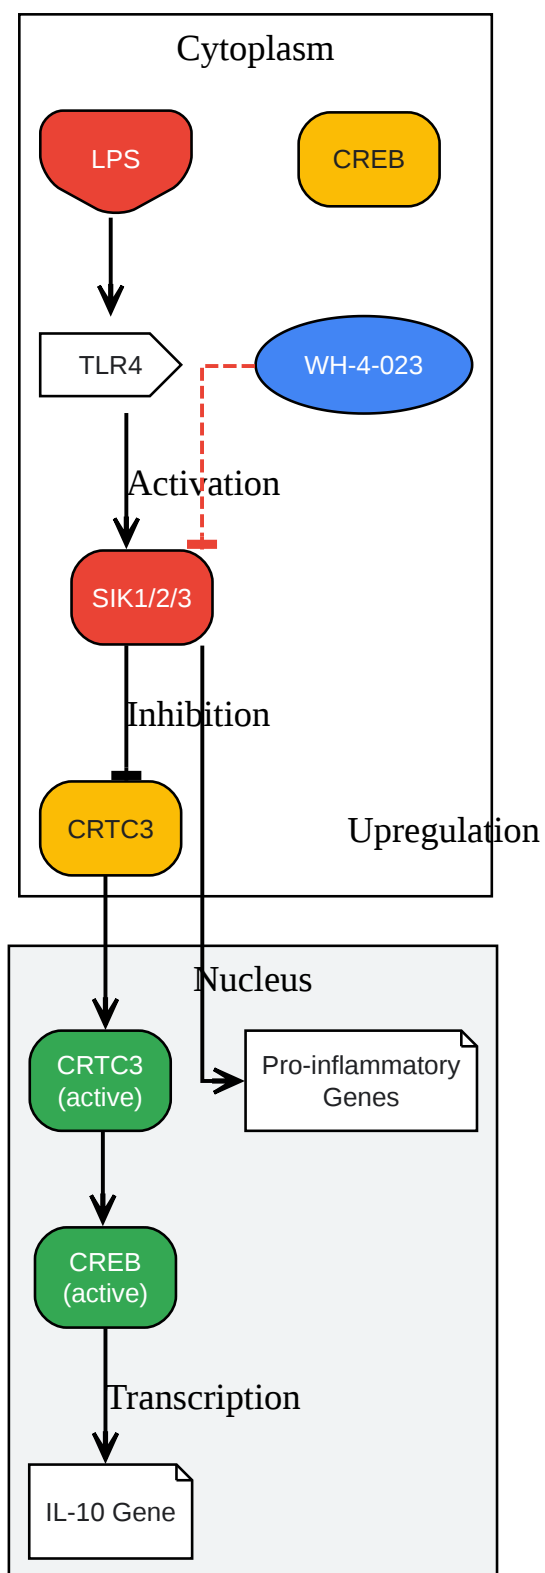 Cytoplasm
LPS
CREB
TLR4
WH-4-023
Activation
SIK1/2/3
Inhibition
CRTC3
Upregulation
Nucleus
CRTC3
(active)
Pro-inflammatory
Genes
CREB
(active)
Transcription
IL-10 Gene